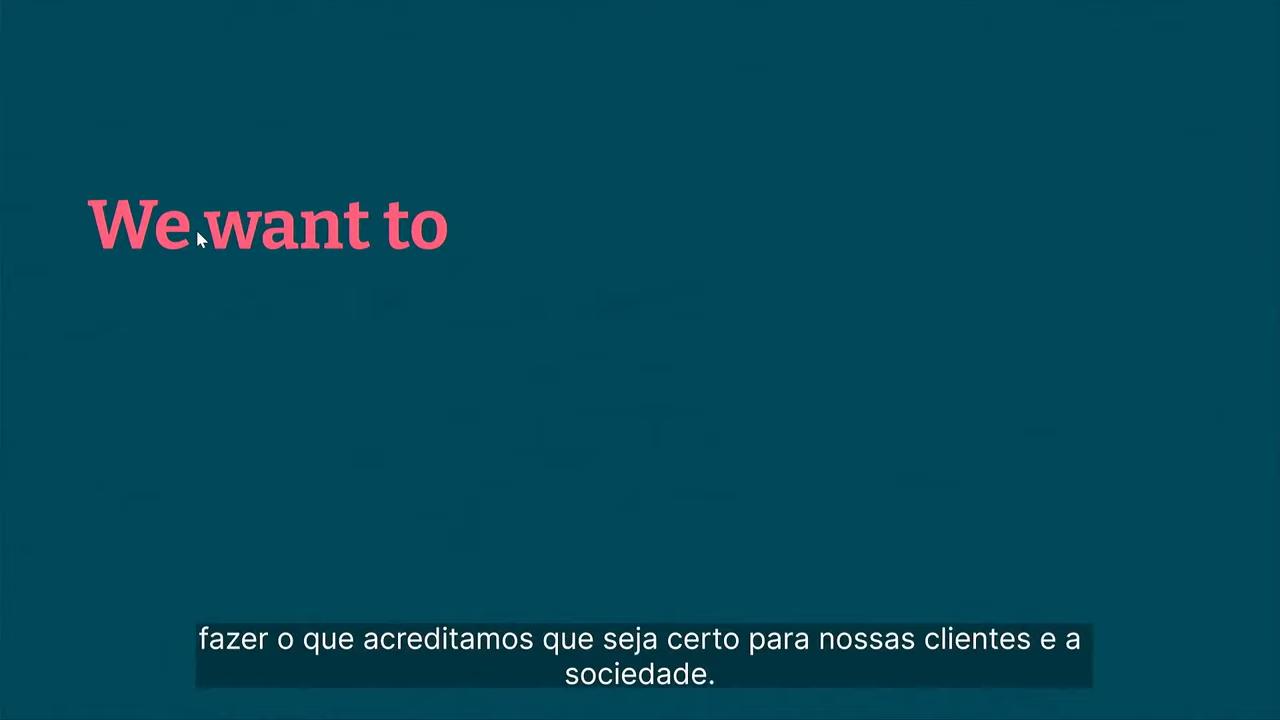 We want to
fazer o que acreditamos que seja certo para nossas clientes e a
sociedade.